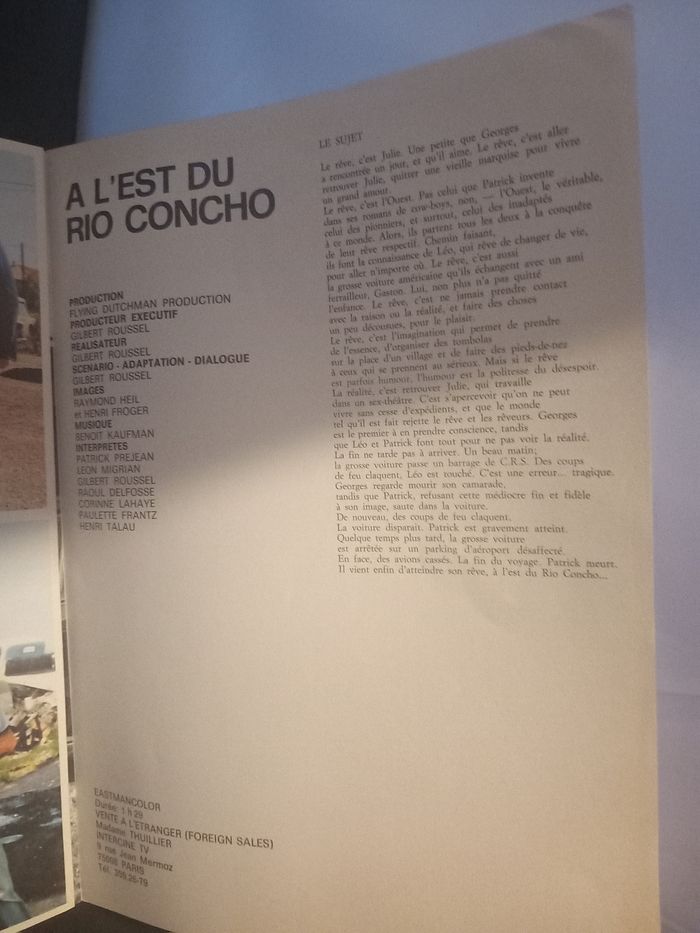 A L'EST DU
RIO CONCHO
PRODUCTION
FLYING DUTCHMAN PRODUCTION
PRODUCTEUR EXECUTIF
GILBERT ROUSSEL
REALISATEUR
GILBERT ROUSSEL
SCENARIO - ADAPTATION - DIALOGUE
GILBERT ROUSSEL
IMAGES
RAYMOND HEIL
et HENRI FROGER
MUSIQUE
BENOIT KAUFMAN
INTERPRETES
PATRICK PREJEAN
LEON MIGRIAN
GILBERT ROUSSEL
RAOUL DELFOSSE
CORINNE LAHAYE
PAULETTE FRANTZ
HENRI TALAU
EASTMANCOLOR
Durée: 1 h 29
VENTE A L'ETRANGER (FOREIGN SALES)
Madame THUILLIER
INTERCINE TV
9 rue Jean Mermoz
75008 PARIS
Tél. 359.26-79
LE SUJET
Le rêve, c'est Julie. Une petite que Georges
a rencontrée un jour, et qu'il aime. Le rêve, c'est aller
retrouver Julie, quitter une vieille marquise pour vivre
un grand amour.
Le rêve, c'est l'Ouest. Pas celui que Patrick invente
dans ses romans de cow-boys, non, — l'Ouest, le véritable,
celui des pionniers, et surtout, celui des inadaptés
à ce monde. Alors, ils partent tous les deux à la conquête
de leur rêve respectif. Chemin faisant,
ils font la connaissance de Léo, qui rêve de changer de vie,
pour aller n'importe où. Le rêve, c'est aussi
la grosse voiture américaine qu'ils échangent avec un ami
ferrailleur, Gaston. Lui, non plus n'a pas quitté
l'enfance. Le rêve, c'est ne jamais prendre contact
avec la raison ou la réalité, et faire des choses
un peu décousues, pour le plaisir.
Le rêve, c'est l'imagination qui permet de prendre
de l'essence, d'organiser des tombolas
sur la place d'un village et de faire des pieds-de-nez
à ceux qui se prennent au sérieux. Mais si le rêve
est parfois humour, l'humour est la politesse du désespoir.
La réalité, c'est retrouver Julie, qui travaille
dans un sex-théâtre. C'est s'apercevoir qu'on ne peut
vivre sans cesse d'expédients, et que le monde
tel qu'il est fait rejette le rêve et les rêveurs. Georges
est le premier à en prendre conscience, tandis
que Léo et Patrick font tout pour ne pas voir la réalité.
La fin ne tarde pas à arriver. Un beau matin;
la grosse voiture passe un barrage de C.R.S. Des coups
de feu claquent, Léo est touché. C'est une erreur... tragique.
Georges regarde mourir son camarade,
tandis que Patrick, refusant cette médiocre fin et fidèle
à son image, saute dans la voiture.
De nouveau, des coups de feu claquent.
La voiture disparaît. Patrick est gravement atteint.
Quelque temps plus tard, la grosse voiture
est arrêtée sur un parking d'aéroport désaffecté.
En face, des avions cassés. La fin du voyage. Patrick meurt.
Il vient enfin d'atteindre son rêve, à l'est du Rio Concho...